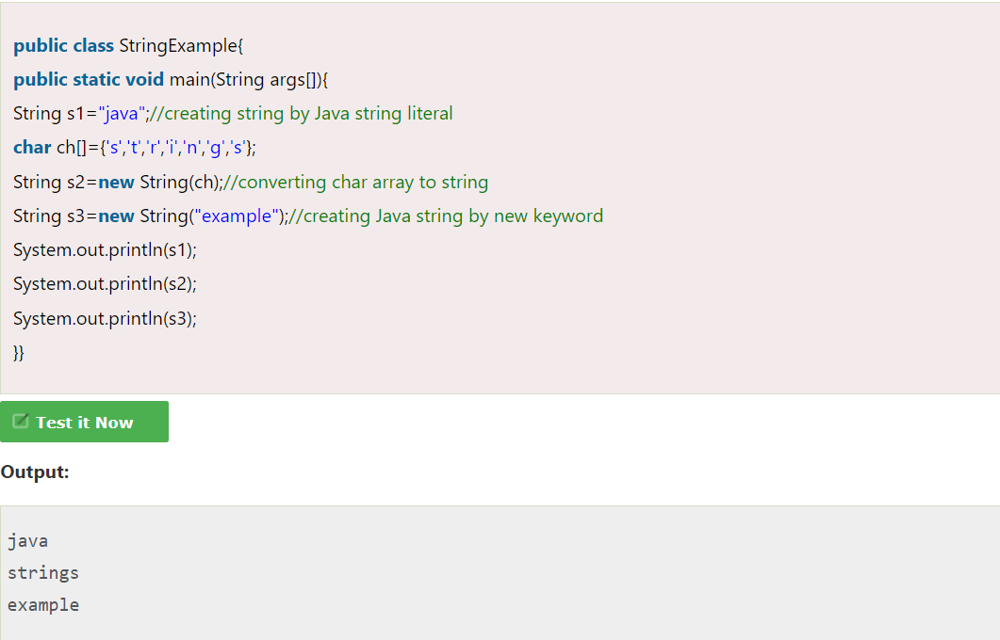 public class StringExample{
public static void main(String args[]){
String s1="java";//creating string by Java string literal
char ch[]={'s','t','r','i','n','g','s'};
String s2=new String(ch);//converting char array to string
String s3=new String("example");//creating Java string by new keyword
System.out.println(s1);
System.out.println(s2);
System.out.println(s3);
}}
Test it Now
Output:
java
strings
example